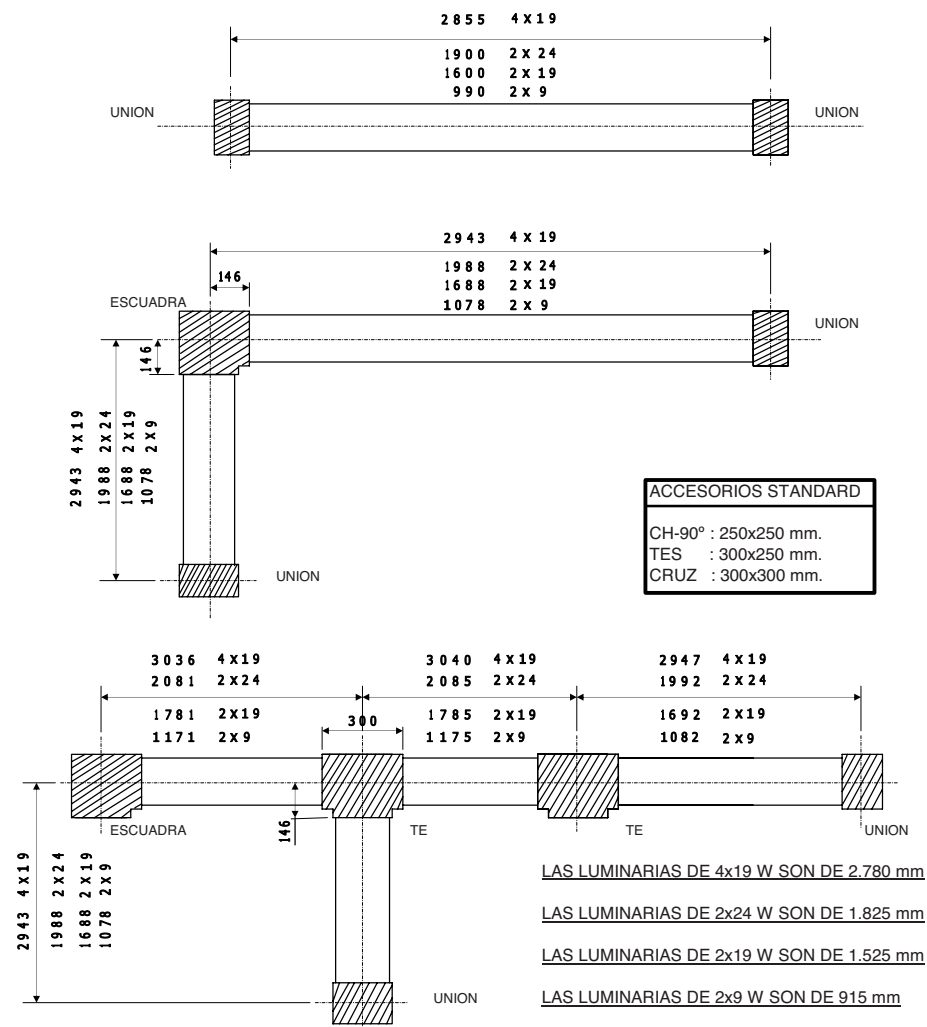 2855 4X19
1900 2X24
1600 2X19
990 2X9
UNION
UNION
2943 4X19
1988 2X24
1688 2X19
1078 2X9
146
ESCUADRA
UNION
146
2943 4X19
1988 2X24
1688 2X19
1078 2X9
UNION
ACCESORIOS STANDARD
CH-90º : 250x250 mm.
TES : 300x250 mm.
CRUZ : 300x300 mm.
3036 4X19
2081 2X24
1781 2X19
1171 2X9
3040 4X19
2085 2X24
1785 2X19
1175 2X9
2947 4X19
1992 2X24
1692 2X19
1082 2X9
300
ESCUADRA
146
TE
TE
UNION
2943 4X19
1988 2X24
1688 2X19
1078 2X9
UNION
LAS LUMINARIAS DE 4x19 W SON DE 2.780 mm
LAS LUMINARIAS DE 2x24 W SON DE 1.825 mm
LAS LUMINARIAS DE 2x19 W SON DE 1.525 mm
LAS LUMINARIAS DE 2x9 W SON DE 915 mm